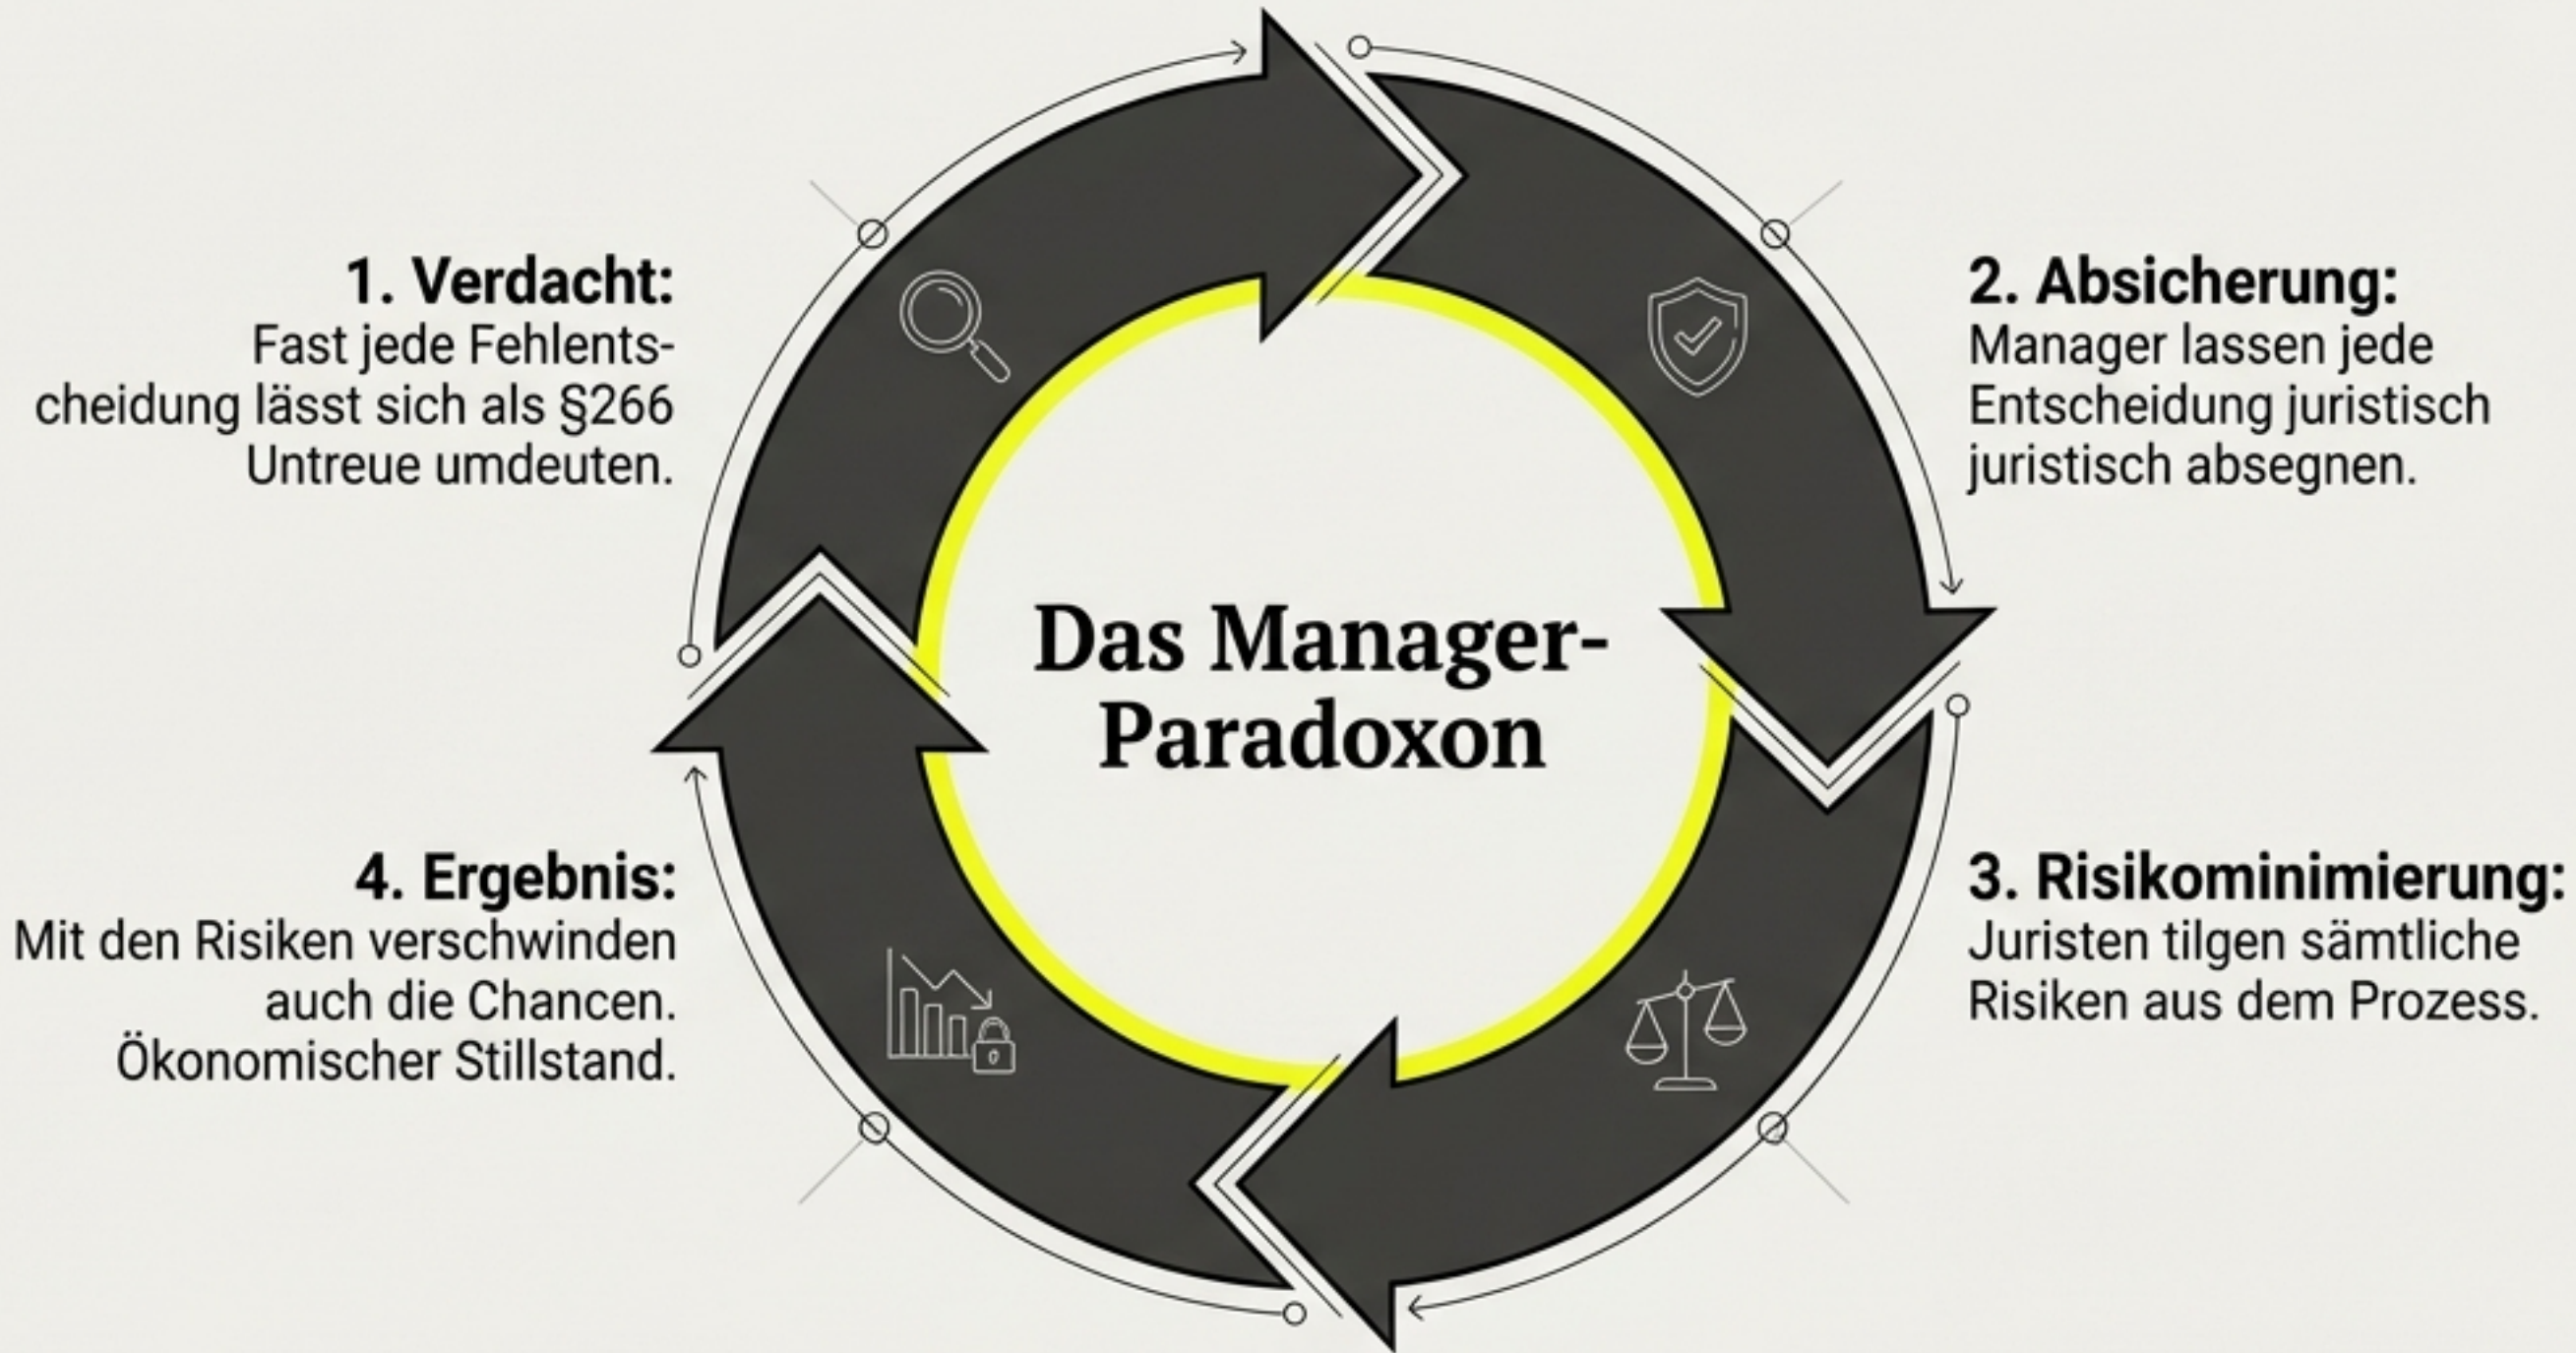 1. Verdacht:
Fast jede Fehlents-
cheidung lässt sich als §266
Untreue umdeuten.
2. Absicherung:
Manager lassen jede
Entscheidung juristisch
juristisch absegnen.
Das Manager-
Paradoxon
3. Risikominimierung:
Juristen tilgen sämtliche
Risiken aus dem Prozess.
4. Ergebnis:
Mit den Risiken verschwinden
auch die Chancen.
Ökonomischer Stillstand.